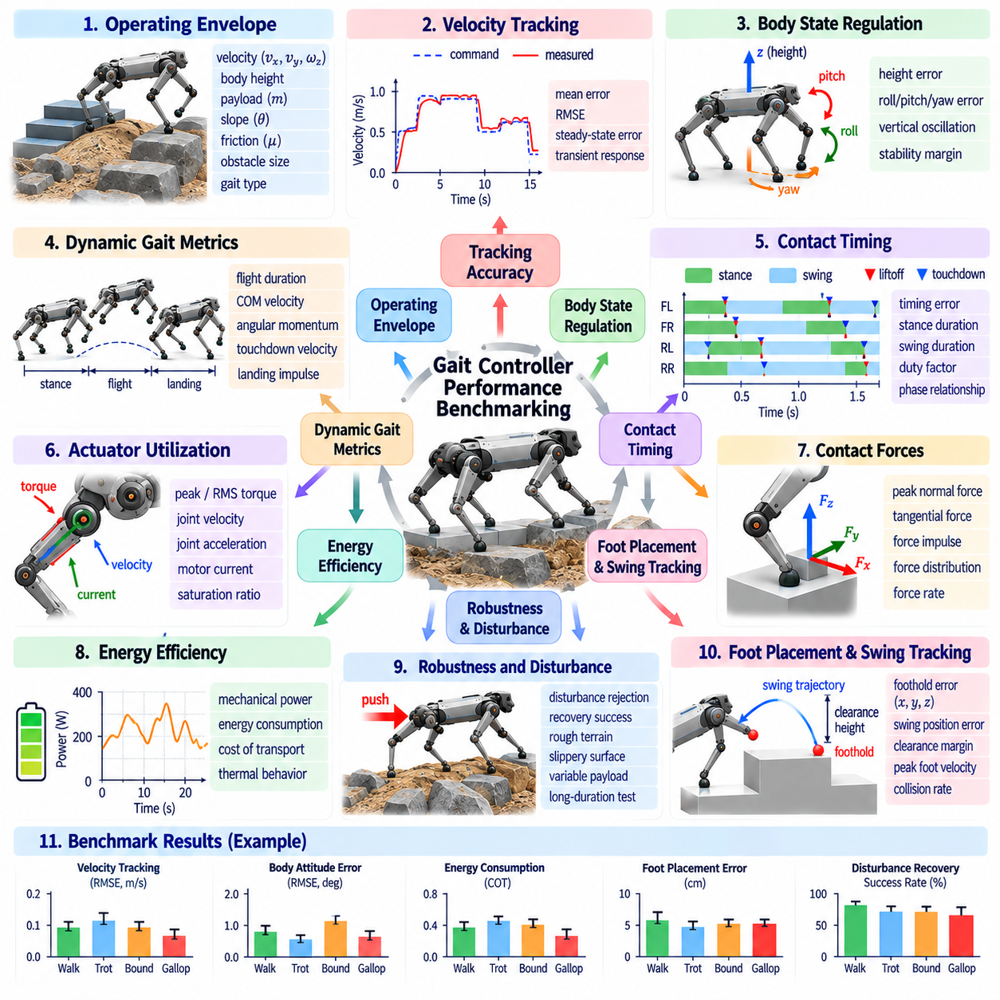 1. Operating Envelope
velocity (vx, vy, ωz)
body height
payload (m)
slope (θ)
friction (μ)
obstacle size
gait type
2. Velocity Tracking
command
measured
Velocity (m/s)
1.0
0.5
0.0
0
5
10
15
Time (s)
mean error
RMSE
steady-state error
transient response
3. Body State Regulation
z (height)
pitch
roll
yaw
height error
roll/pitch/yaw error
vertical oscillation
stability margin
4. Dynamic Gait Metrics
stance
flight
landing
flight duration
COM velocity
angular momentum
touchdown velocity
landing impulse
Tracking
Accuracy
Operating
Envelope
Body State
Regulation
Gait Controller
Performance
Benchmarking
Dynamic Gait
Metrics
Contact
Timing
Energy
Efficiency
Foot Placement
& Swing Tracking
Robustness
& Disturbance
5. Contact Timing
stance
swing
liftoff
touchdown
FL
FR
RL
RR
0
0.5
1.0
1.5
Time (s)
timing error
stance duration
swing duration
duty factor
phase relationship
6. Actuator Utilization
torque
velocity
current
peak / RMS torque
joint velocity
joint acceleration
motor current
saturation ratio
7. Contact Forces
Fz
Fy
Fx
peak normal force
tangential force
force impulse
force distribution
force rate
8. Energy Efficiency
Power (W)
400
200
0
0
10
20
Time (s)
mechanical power
energy consumption
cost of transport
thermal behavior
9. Robustness and Disturbance
push
disturbance rejection
recovery success
rough terrain
slippery surface
variable payload
long-duration test
10. Foot Placement & Swing Tracking
swing trajectory
clearance
height
foothold
foothold error
(x, y, z)
swing position error
clearance margin
peak foot velocity
collision rate
11. Benchmark Results (Example)
Velocity Tracking
(RMSE, m/s)
0.2
0.1
0.0
Walk
Trot
Bound
Gallop
Body Attitude Error
(RMSE, deg)
2.0
1.0
0.0
Walk
Trot
Bound
Gallop
Energy Consumption
(COT)
0.8
0.4
0.0
Walk
Trot
Bound
Gallop
Foot Placement Error
(cm)
10
5
0
Walk
Trot
Bound
Gallop
Disturbance Recovery
Success Rate (%)
100
50
0
Walk
Trot
Bound
Gallop